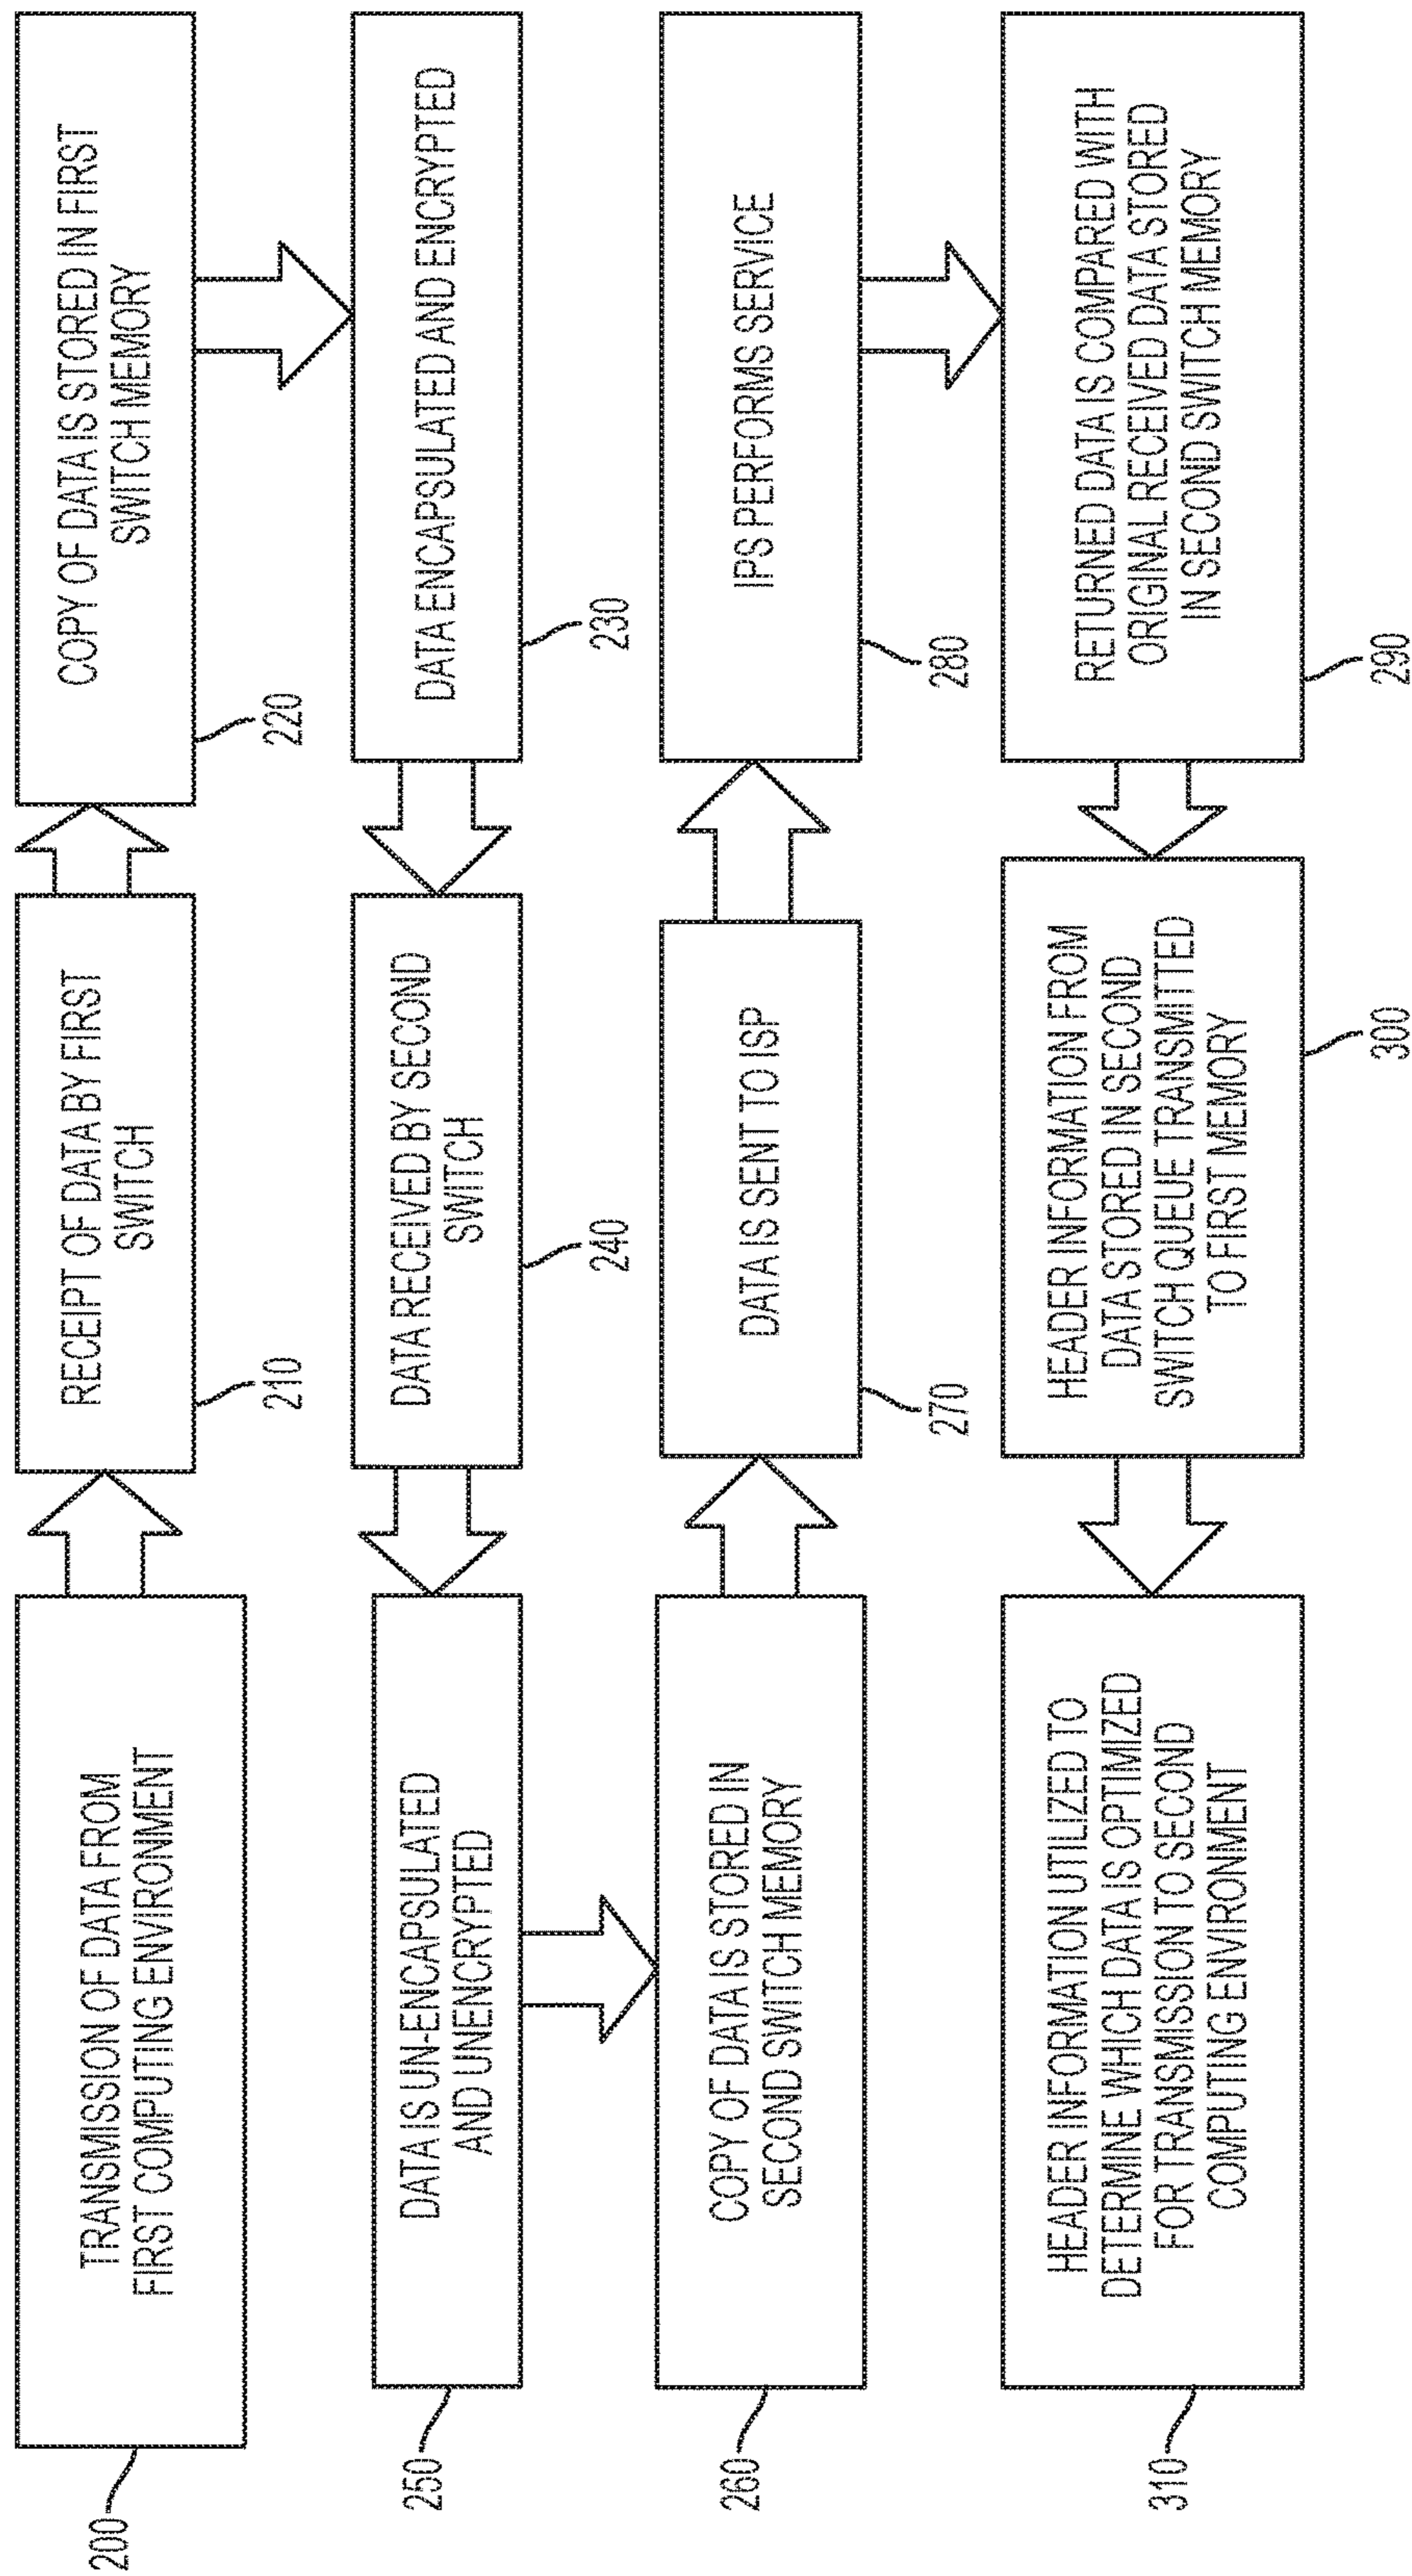 200
TRANSMISSION OF DATA FROM
FIRST COMPUTING ENVIRONMENT
210
RECEIPT OF DATA BY FIRST
SWITCH
220
COPY OF DATA IS STORED IN FIRST
SWITCH MEMORY
230
DATA ENCAPSULATED AND ENCRYPTED
240
DATA RECEIVED BY SECOND
SWITCH
250
DATA IS UN-ENCAPSULATED
AND UNENCRYPTED
260
COPY OF DATA IS STORED IN
SECOND SWITCH MEMORY
270
DATA IS SENT TO ISP
280
IPS PERFORMS SERVICE
290
RETURNED DATA IS COMPARED WITH
ORIGINAL RECEIVED DATA STORED
IN SECOND SWITCH MEMORY
300
HEADER INFORMATION FROM
DATA STORED IN SECOND
SWITCH QUEUE TRANSMITTED
TO FIRST MEMORY
310
HEADER INFORMATION UTILIZED TO
DETERMINE WHICH DATA IS OPTIMIZED
FOR TRANSMISSION TO SECOND
COMPUTING ENVIRONMENT